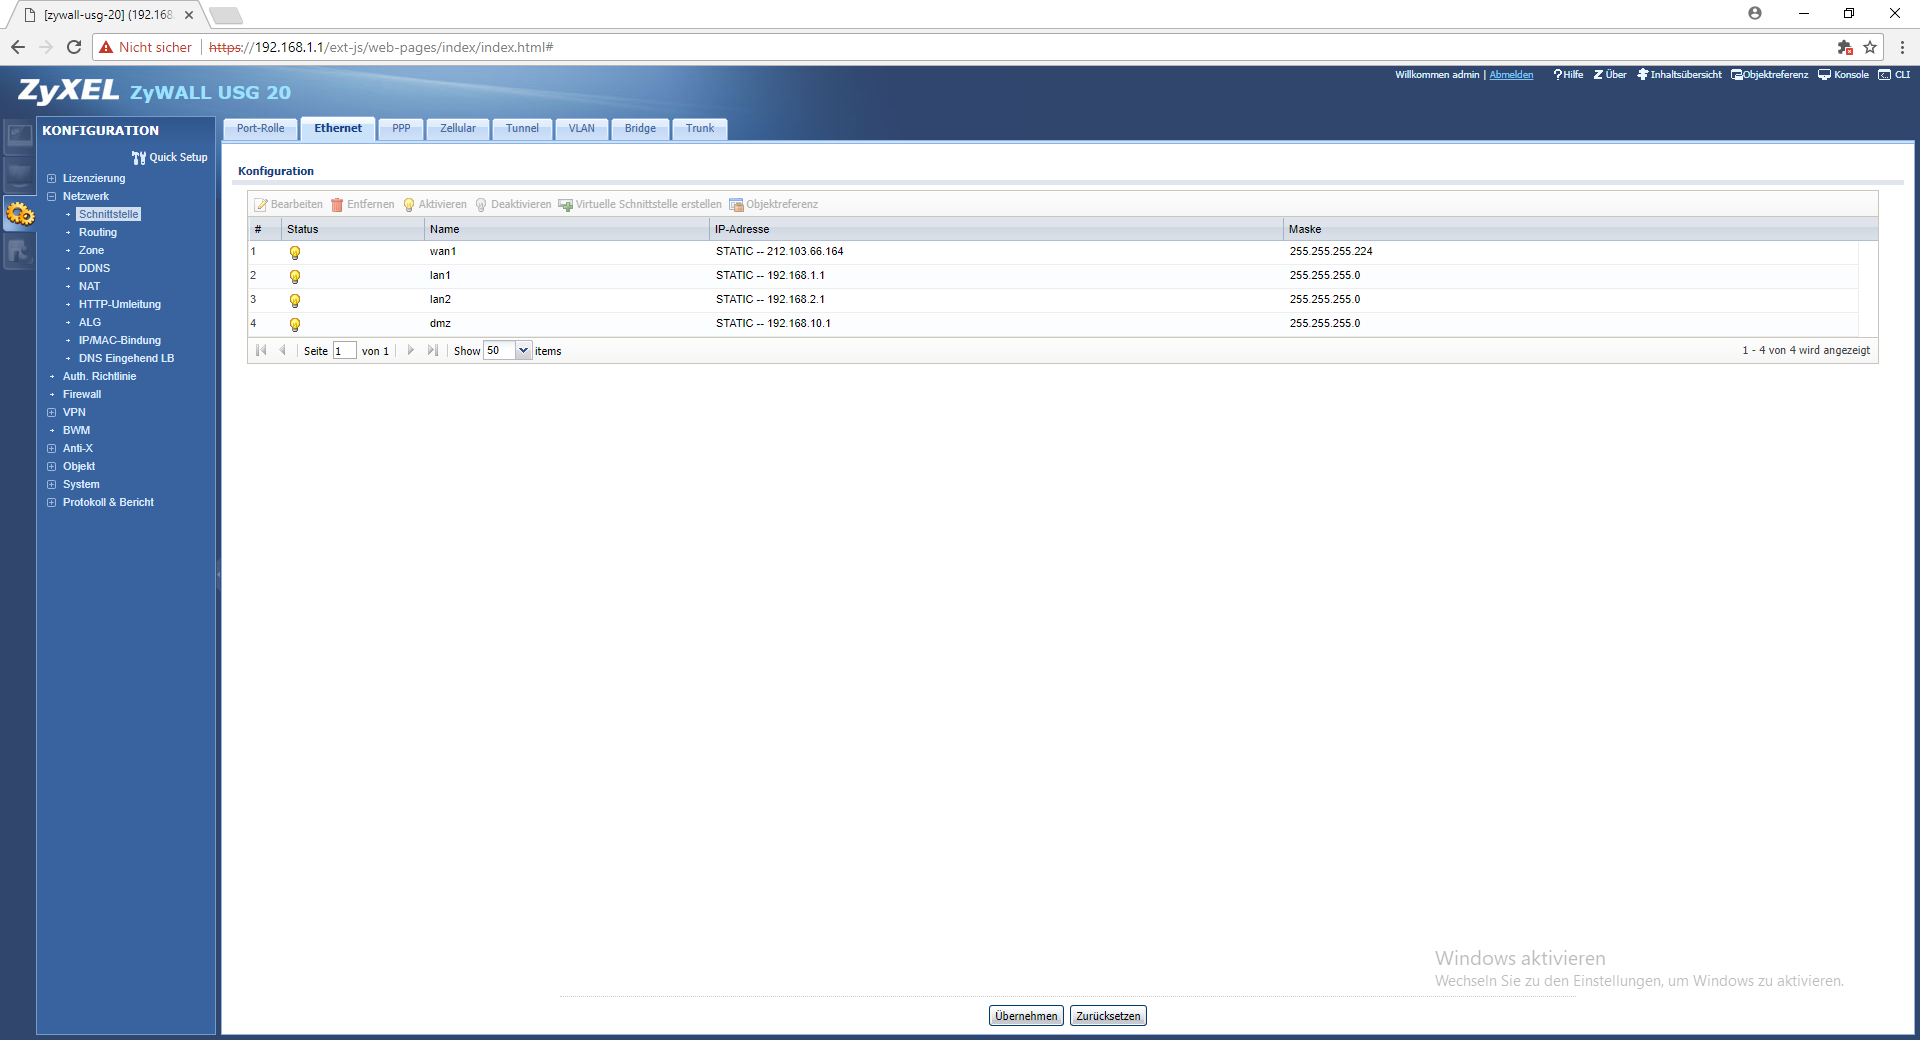 [zywall-usg-20] (192.168.
Nicht sicher https://192.168.1.1/ext-js/web-pages/index/index.html#
ZyXEL ZyWALL USG 20
Willkommen admin | Abmelden ?Hilfe Z Über Inhaltsübersicht Objektreferenz Konsole CLI
KONFIGURATION
Quick Setup
Lizenzierung
Netzwerk
Schnittstelle
Routing
Zone
DDNS
NAT
HTTP-Umleitung
ALG
IP/MAC-Bindung
DNS Eingehend LB
Auth. Richtlinie
Firewall
VPN
BWM
Anti-X
Objekt
System
Protokoll & Bericht
Port-Rolle Ethernet PPP Zellular Tunnel VLAN Bridge Trunk
Konfiguration
Bearbeiten Entfernen Aktivieren Deaktivieren Virtuelle Schnittstelle erstellen Objektreferenz
# Status Name IP-Adresse Maske
1 wan1 STATIC -- 212.103.66.164 255.255.255.224
2 lan1 STATIC -- 192.168.1.1 255.255.255.0
3 lan2 STATIC -- 192.168.2.1 255.255.255.0
4 dmz STATIC -- 192.168.10.1 255.255.255.0
Seite 1 von 1 Show 50 items 1 - 4 von 4 wird angezeigt
Windows aktivieren
Wechseln Sie zu den Einstellungen, um Windows zu aktivieren.
Übernehmen Zurücksetzen